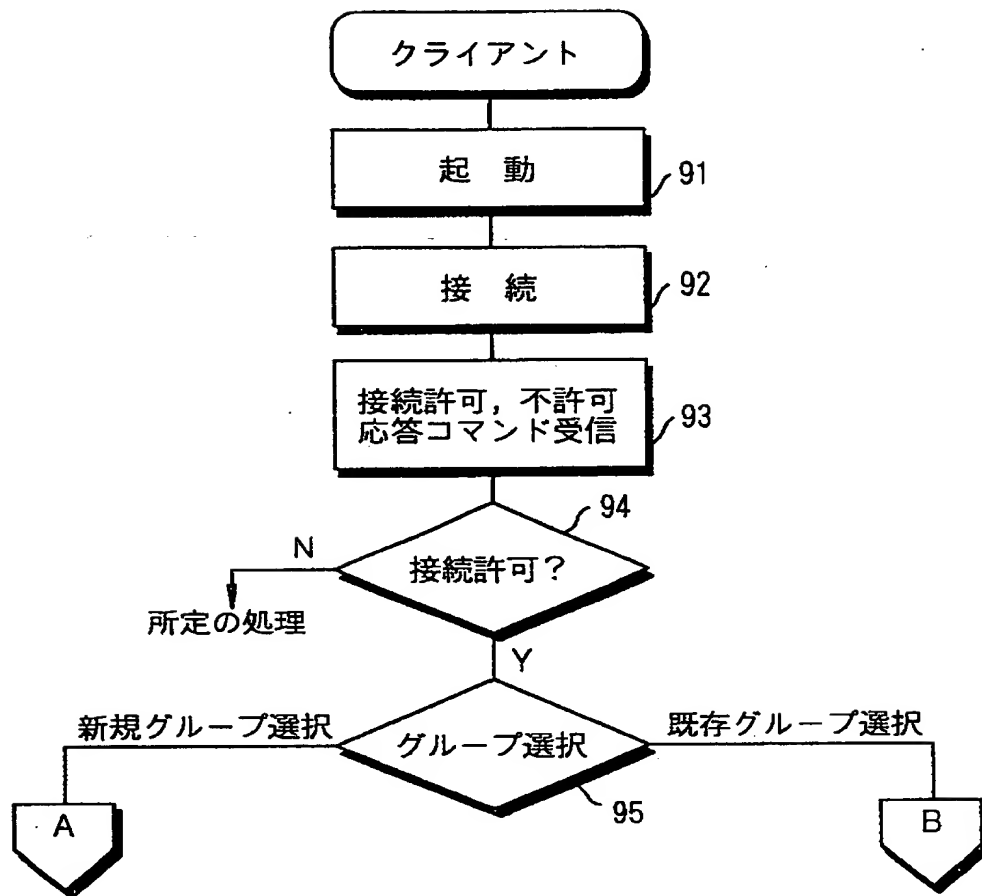 クライアント
起 動
91
接 続
92
接続許可, 不許可
応答コマンド受信
93
94
N
接続許可?
所定の処理
Y
新規グループ選択
グループ選択
既存グループ選択
95
A
B